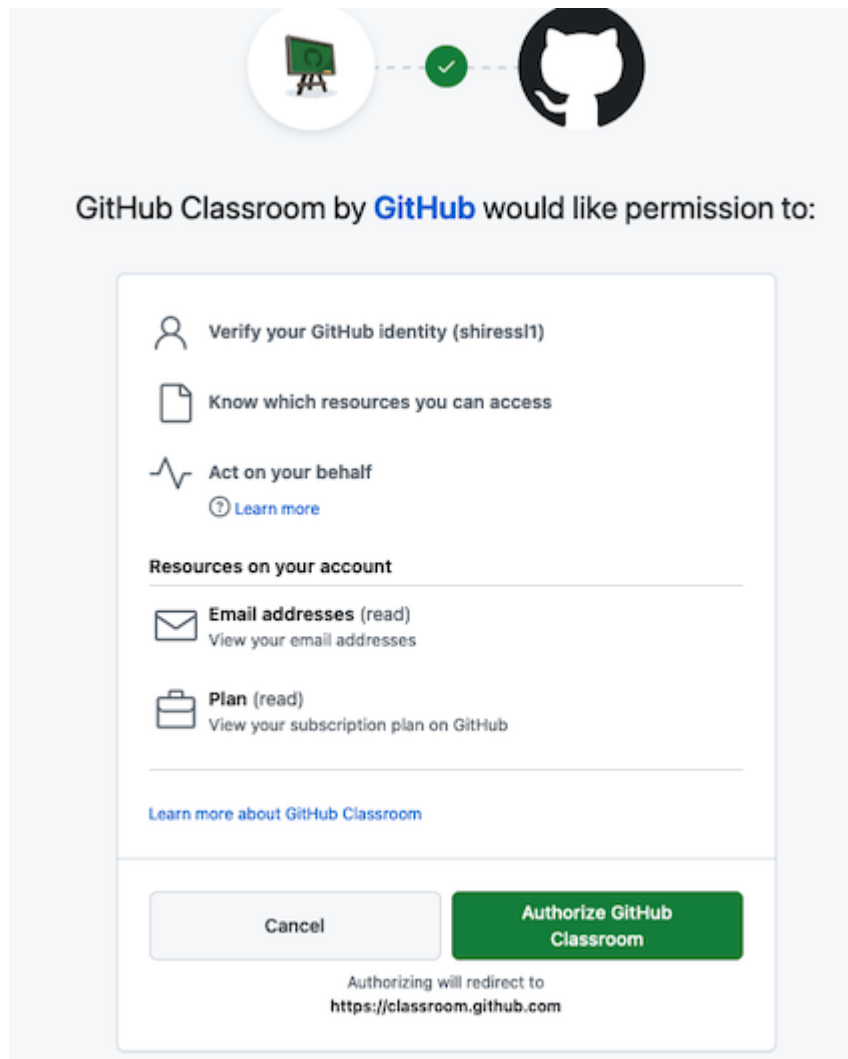 GitHub Classroom by GitHub would like permission to:
Verify your GitHub identity (shiressl1)
Know which resources you can access
Act on your behalf
? Learn more
Resources on your account
Email addresses (read)
View your email addresses
Plan (read)
View your subscription plan on GitHub
Learn more about GitHub Classroom
Cancel
Authorize GitHub
Classroom
Authorizing will redirect to
https://classroom.github.com